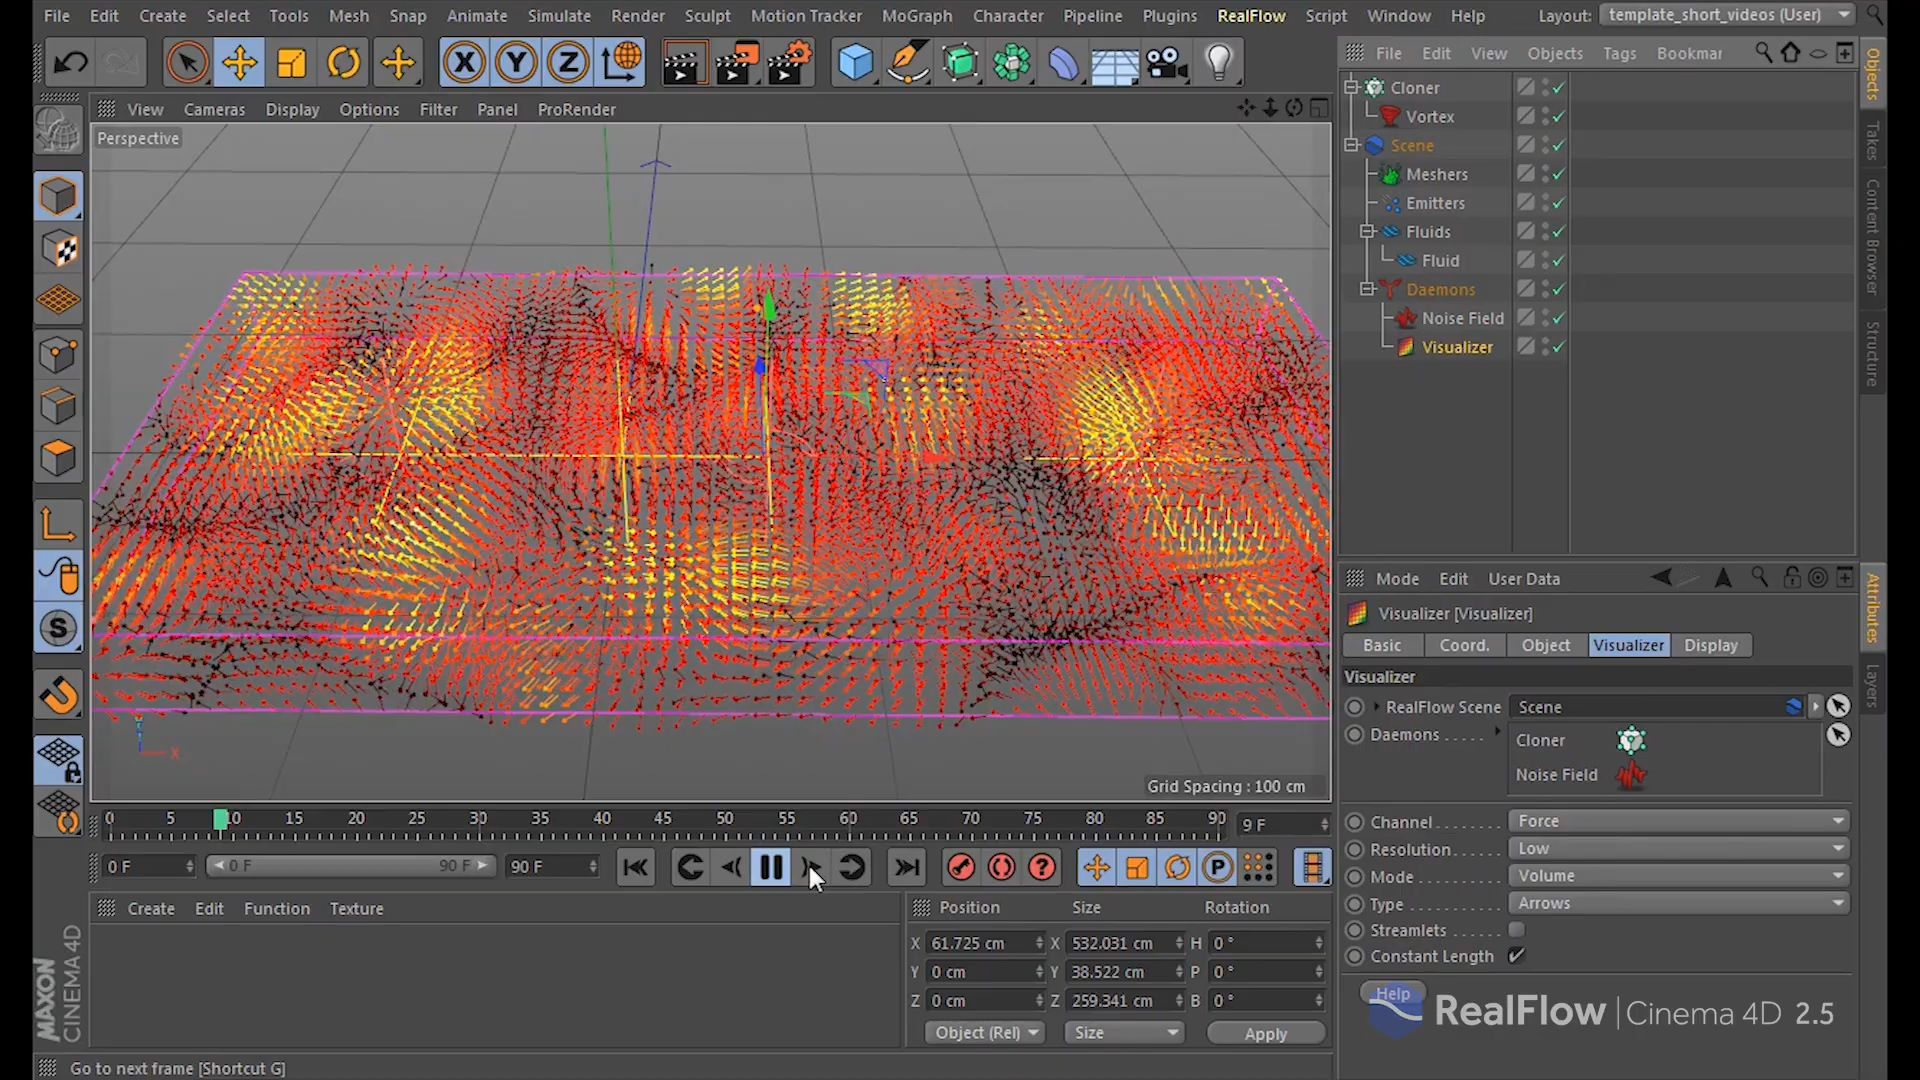 File Edit Create Select Tools Mesh Snap Animate Simulate Render Sculpt Motion Tracker MoGraph Character Pipeline Plugins RealFlow Script Window Help Layout: template_short_videos (User)
X Y Z
File Edit View Objects Tags Bookmar
Objects
Takes
Content Browser
Structure
View Cameras Display Options Filter Panel ProRender
Perspective
Cloner
Vortex
Scene
Meshers
Emitters
Fluids
Fluid
Daemons
Noise Field
Visualizer
X
Grid Spacing : 100 cm
Mode Edit User Data
Attributes
Layers
Visualizer [Visualizer]
Basic Coord. Object Visualizer Display
Visualizer
RealFlow Scene Scene
Daemons . . . . . Cloner
Noise Field
Channel . . . . . . . Force
Resolution . . . . . Low
Mode . . . . . . . . . Volume
Type . . . . . . . . . . Arrows
Streamlets . . . . .
Constant Length
Help
RealFlow | Cinema 4D 2.5
0 5 10 15 20 25 30 35 40 45 50 55 60 65 70 75 80 85 90 9 F
0 F 0 F 90 F 90 F ? P
S
Create Edit Function Texture
Position Size Rotation
X 61.725 cm X 532.031 cm H 0 °
Y 0 cm Y 38.522 cm P 0 °
Z 0 cm Z 259.341 cm B 0 °
Object (Rel) Size Apply
MAXON
CINEMA 4D
Go to next frame [Shortcut G]